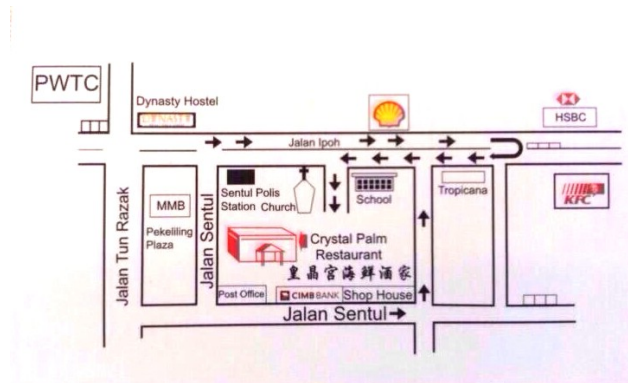 PWTC
Dynasty Hostel
DYNASTY
HSBC
Jalan Ipoh
KFC
Sentul Polis
Station
Church
School
Tropicana
MMB
Pekeliling
Plaza
Jalan Tun Razak
Jalan Sentul
Crystal Palm
Restaurant
皇晶宫海鲜酒家
Post Office
CIMB BANK
Shop House
Jalan Sentul